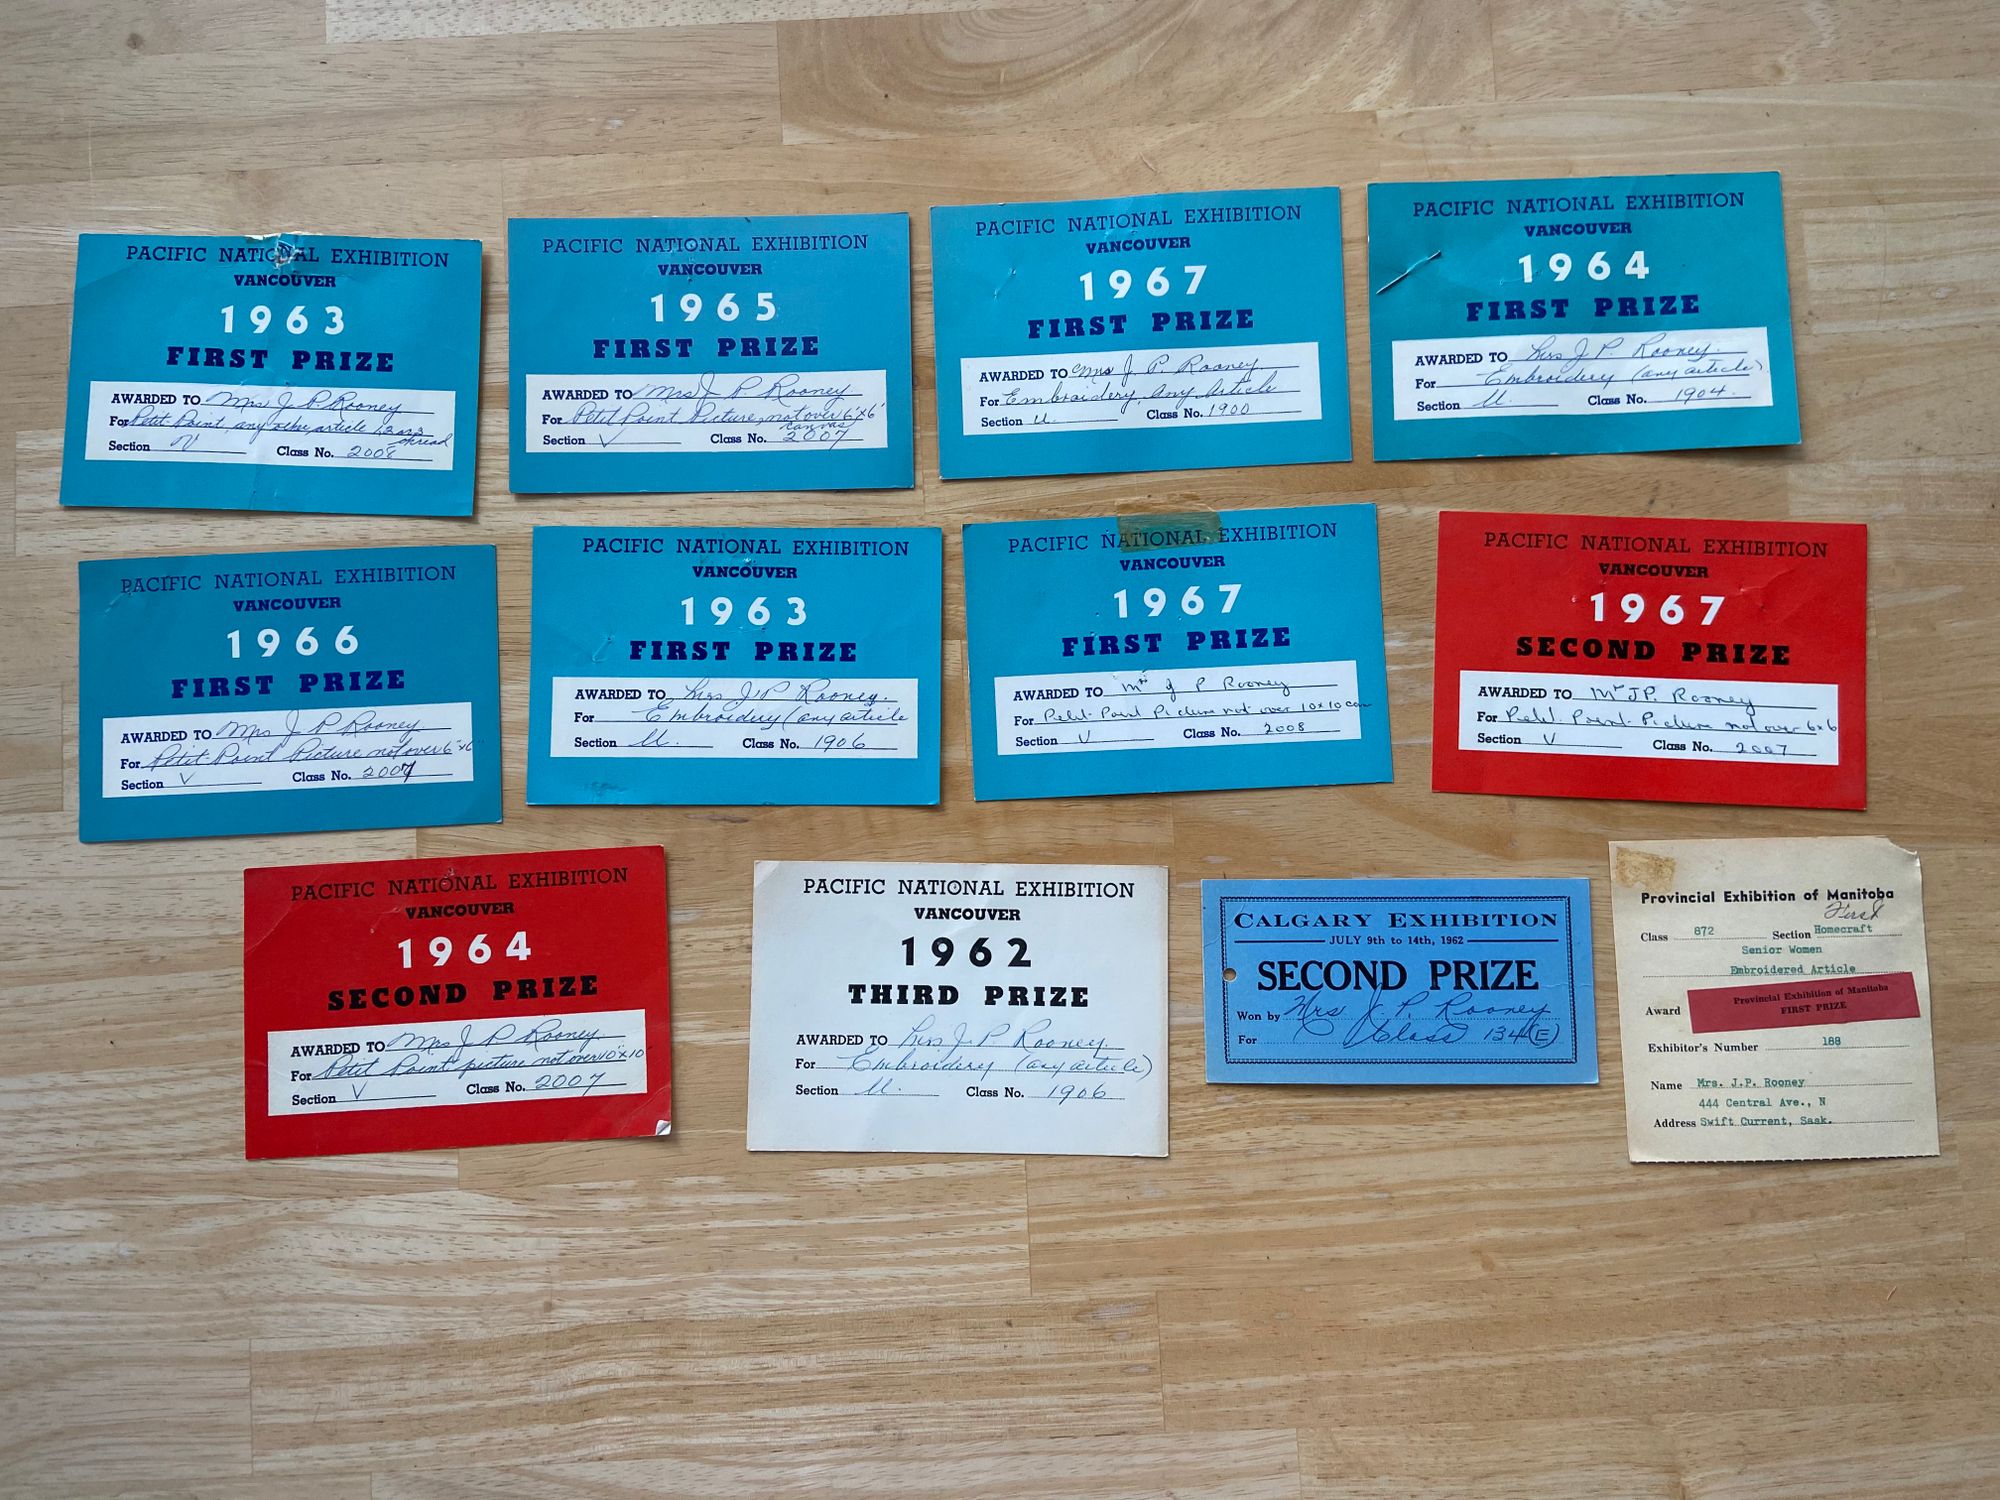 PACIFIC NATIONAL EXHIBITION
VANCOUVER
1963
FIRST PRIZE
AWARDED TO Mrs J. P. Rooney
For Petit Point, any other article, 2 or 3
thread
Section V Class No. 2008
PACIFIC NATIONAL EXHIBITION
VANCOUVER
1965
FIRST PRIZE
AWARDED TO Mrs J P Rooney
For Petit Point Picture, not over 6"x6"
canvas
Section V Class No. 2007
PACIFIC NATIONAL EXHIBITION
VANCOUVER
1967
FIRST PRIZE
AWARDED TO Mrs J. P. Rooney
For Embroidery, Any Article
Section U. Class No. 1900
PACIFIC NATIONAL EXHIBITION
VANCOUVER
1964
FIRST PRIZE
AWARDED TO Mrs J. P. Rooney.
For Embroidery (any article)
Section U. Class No. 1904
PACIFIC NATIONAL EXHIBITION
VANCOUVER
1966
FIRST PRIZE
AWARDED TO Mrs J P Rooney.
For Petit Point Picture not over 6"x6"
Section V Class No. 2007
PACIFIC NATIONAL EXHIBITION
VANCOUVER
1963
FIRST PRIZE
AWARDED TO Mrs J. P. Rooney.
For Embroidery (any article
Section U. Class No. 1906
PACIFIC NATIONAL EXHIBITION
VANCOUVER
1967
FIRST PRIZE
AWARDED TO Mrs J P Rooney
For Petit Point Picture not over 10x10 can
Section V Class No. 2008
PACIFIC NATIONAL EXHIBITION
VANCOUVER
1967
SECOND PRIZE
AWARDED TO Mr J P. Rooney
For Petit. Point. Picture not over 6x6
Section V Class No. 2007
PACIFIC NATIONAL EXHIBITION
VANCOUVER
1964
SECOND PRIZE
AWARDED TO Mrs J P Rooney.
For Petit Point picture not over 10"x10"
Section V Class No. 2007
PACIFIC NATIONAL EXHIBITION
VANCOUVER
1962
THIRD PRIZE
AWARDED TO Mrs J. P. Rooney.
For Embroidery (any article)
Section U. Class No. 1906
CALGARY EXHIBITION
JULY 9th to 14th, 1962
SECOND PRIZE
Won by Mrs J. P. Rooney
For Class 134(E)
Provincial Exhibition of Manitoba
First
Class 872 Section Homecraft
Senior Women
Embroidered Article
Award Provincial Exhibition of Manitoba
FIRST PRIZE
Exhibitor's Number 188
Name Mrs. J.P. Rooney
444 Central Ave., N
Address Swift Current, Sask.